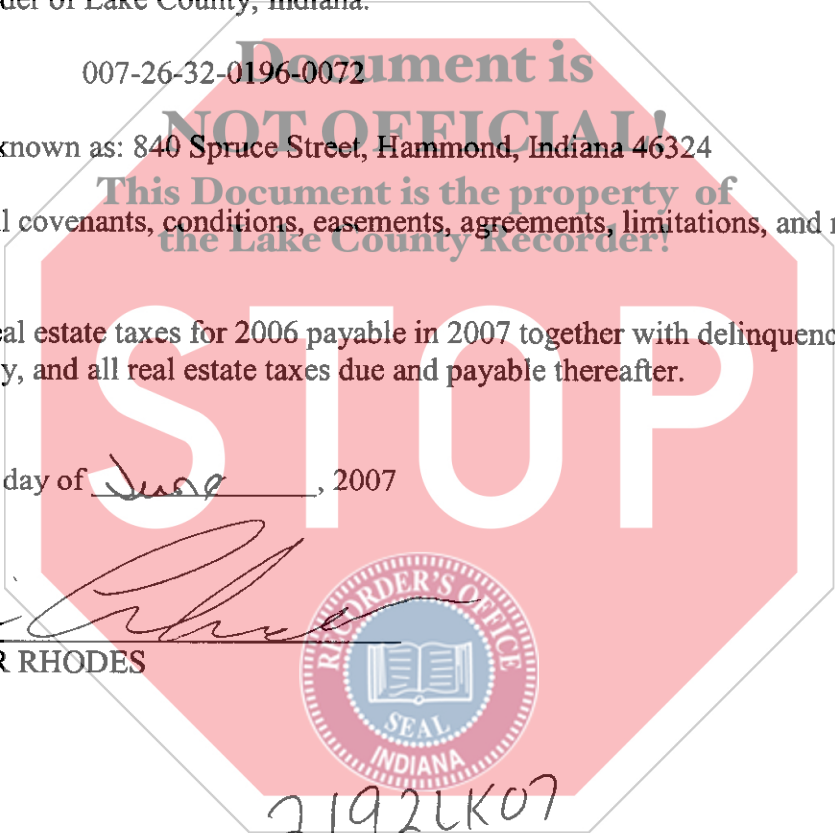 der of Lake County, Indiana.
Document is
007-26-32-0196-0072
NOT OFFICIAL!
known as: 840 Spruce Street, Hammond, Indiana 46324
This Document is the property of
l covenants, conditions, easements, agreements, limitations, and
the Lake County Recorder!
eal estate taxes for 2006 payable in 2007 together with delinquenc
y, and all real estate taxes due and payable thereafter.
STOP
day of June, 2007
RECORDER'S OFFICE
R RHODES
SEAL
INDIANA
2192LK07